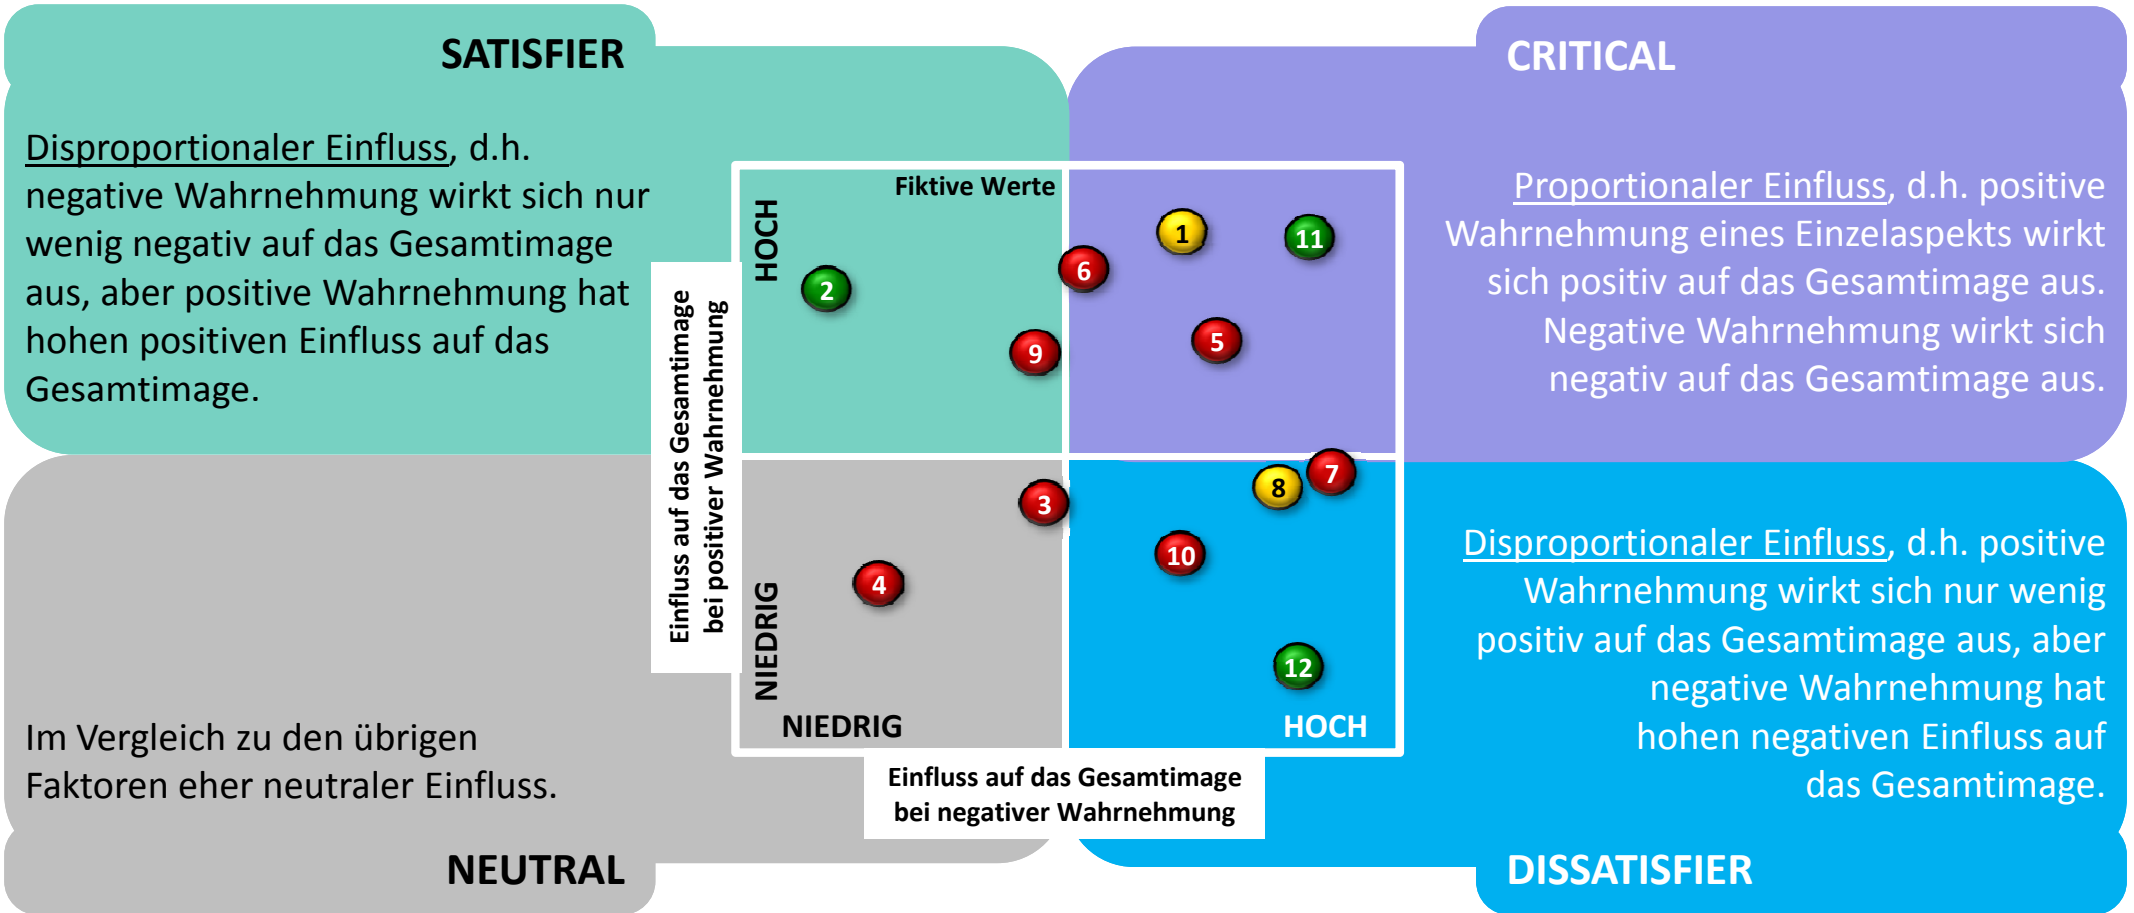 SATISFIER
Disproportionaler Einfluss, d.h.
negative Wahrnehmung wirkt sich nur
wenig negativ auf das Gesamtimage
aus, aber positive Wahrnehmung hat
hohen positiven Einfluss auf das
Gesamtimage.
CRITICAL
Proportionaler Einfluss, d.h. positive
Wahrnehmung eines Einzelaspekts wirkt
sich positiv auf das Gesamtimage aus.
Negative Wahrnehmung wirkt sich
negativ auf das Gesamtimage aus.
Fiktive Werte
HOCH
NIEDRIG
Einfluss auf das Gesamtimage
bei positiver Wahrnehmung
1
11
6
2
5
9
7
8
3
10
4
12
NIEDRIG
HOCH
Einfluss auf das Gesamtimage
bei negativer Wahrnehmung
Im Vergleich zu den übrigen
Faktoren eher neutraler Einfluss.
NEUTRAL
Disproportionaler Einfluss, d.h. positive
Wahrnehmung wirkt sich nur wenig
positiv auf das Gesamtimage aus, aber
negative Wahrnehmung hat
hohen negativen Einfluss auf
das Gesamtimage.
DISSATISFIER